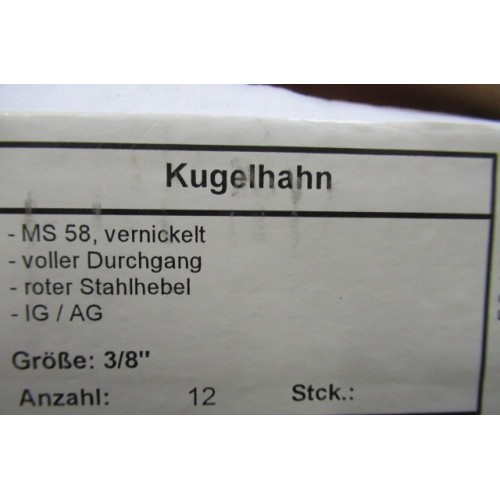 Kugelhahn
- MS 58, vernickelt
- voller Durchgang
- roter Stahlhebel
- IG / AG
Größe: 3/8"
Anzahl: 12 Stck.: